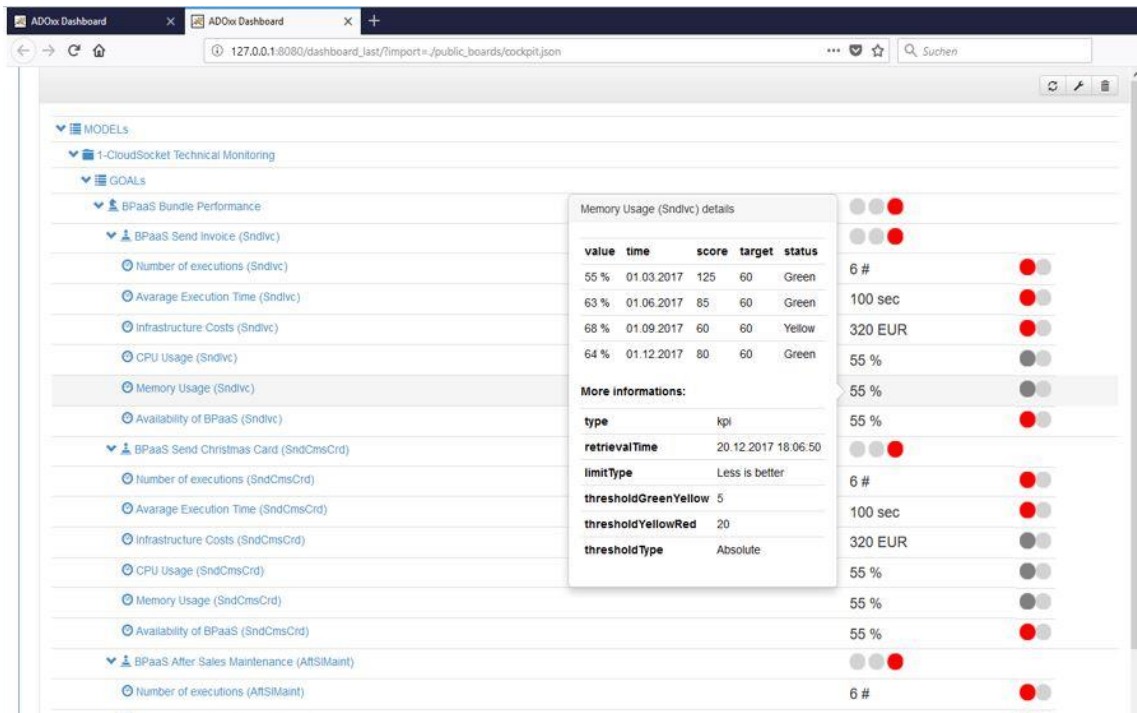 ADOxx Dashboard
ADOxx Dashboard
127.0.0.1:8080/dashboard_last/?import=./public_boards/cockpit.json
Suchen
MODELs
1-CloudSocket Technical Monitoring
GOALs
BPaaS Bundle Performance
BPaaS Send Invoice (SndIvc)
Number of executions (SndIvc) 6 #
Avarage Execution Time (SndIvc) 100 sec
Infrastructure Costs (SndIvc) 320 EUR
CPU Usage (SndIvc) 55 %
Memory Usage (SndIvc) 55 %
Availability of BPaaS (SndIvc) 55 %
BPaaS Send Christmas Card (SndCmsCrd)
Number of executions (SndCmsCrd) 6 #
Avarage Execution Time (SndCmsCrd) 100 sec
Infrastructure Costs (SndCmsCrd) 320 EUR
CPU Usage (SndCmsCrd) 55 %
Memory Usage (SndCmsCrd) 55 %
Availability of BPaaS (SndCmsCrd) 55 %
BPaaS After Sales Maintenance (AftSlMaint)
Number of executions (AftSlMaint) 6 #
Memory Usage (SndIvc) details
value time score target status
55 % 01.03.2017 125 60 Green
63 % 01.06.2017 85 60 Green
68 % 01.09.2017 60 60 Yellow
64 % 01.12.2017 80 60 Green
More informations:
type kpi
retrievalTime 20.12.2017 18:06:50
limitType Less is better
thresholdGreenYellow 5
thresholdYellowRed 20
thresholdType Absolute